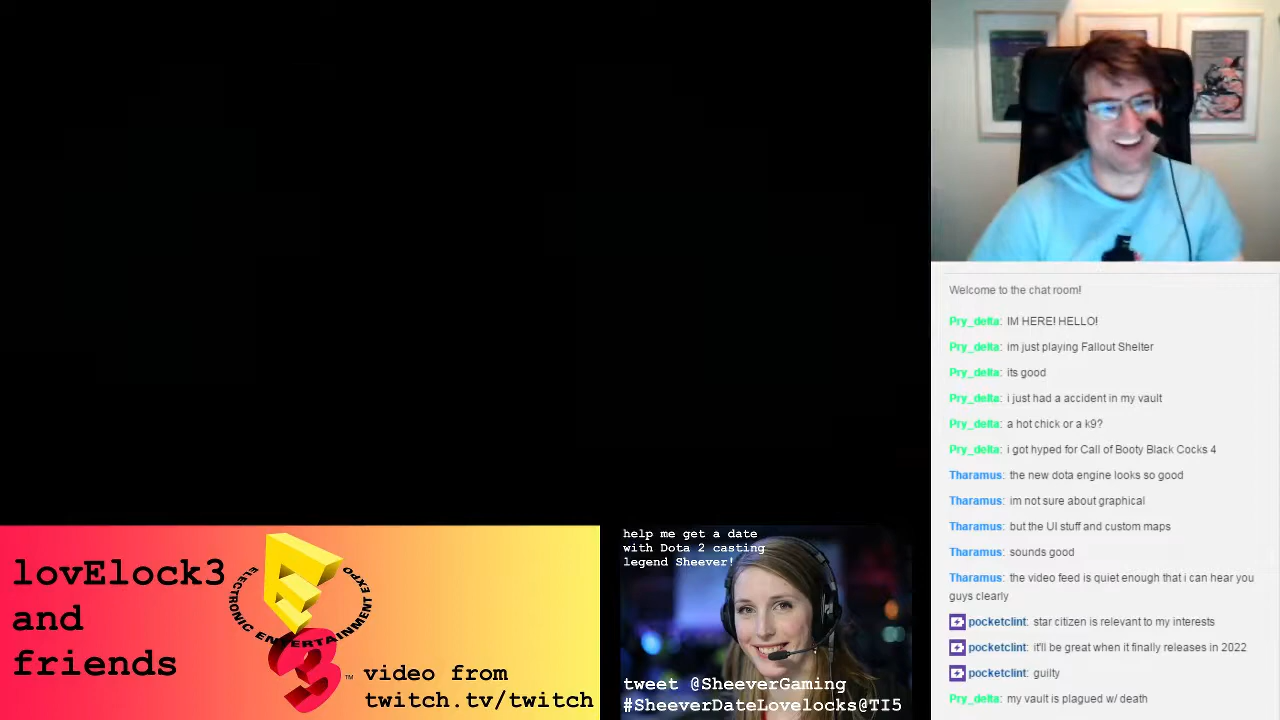 Welcome to the chat room!
Pry_delta: IM HERE! HELLO!
Pry_delta: im just playing Fallout Shelter
Pry_delta: its good
Pry_delta: i just had a accident in my vault
Pry_delta: a hot chick or a k9?
Pry_delta: i got hyped for Call of Booty Black Cocks 4
Tharamus: the new dota engine looks so good
Tharamus: im not sure about graphical
Tharamus: but the UI stuff and custom maps
Tharamus: sounds good
Tharamus: the video feed is quiet enough that i can hear you
guys clearly
pocketclint: star citizen is relevant to my interests
pocketclint: it'll be great when it finally releases in 2022
pocketclint: guilty
Pry_delta: my vault is plagued w/ death
lovElock3
and
friends
E3
ELECTRONIC ENTERTAINMENT EXPO
TM
video from
twitch.tv/twitch
help me get a date
with Dota 2 casting
legend Sheever!
tweet @SheeverGaming
#SheeverDateLovelocks@TI5